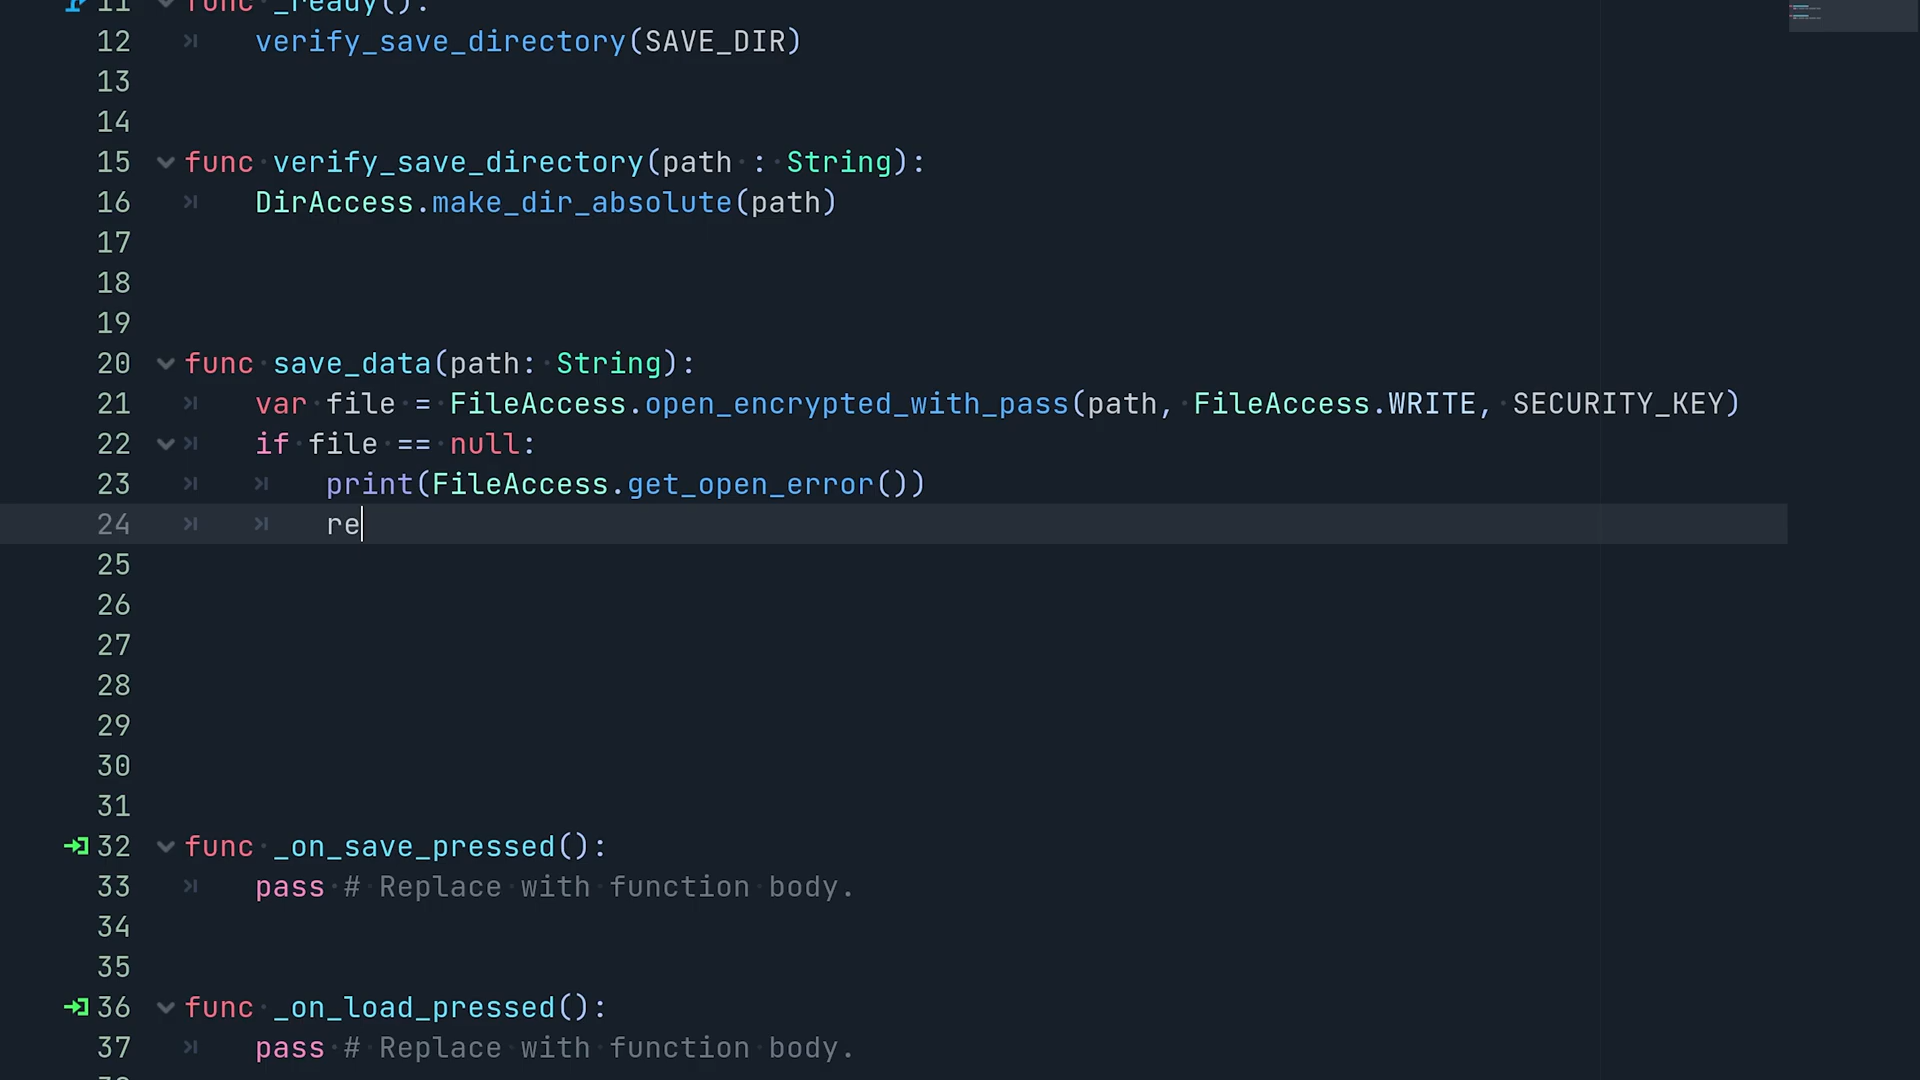 11 func _ready():
12 verify_save_directory(SAVE_DIR)
13
14
15 func verify_save_directory(path : String):
16 DirAccess.make_dir_absolute(path)
17
18
19
20 func save_data(path: String):
21 var file = FileAccess.open_encrypted_with_pass(path, FileAccess.WRITE, SECURITY_KEY)
22 if file == null:
23 print(FileAccess.get_open_error())
24 re
25
26
27
28
29
30
31
32 func _on_save_pressed():
33 pass # Replace with function body.
34
35
36 func _on_load_pressed():
37 pass # Replace with function body.